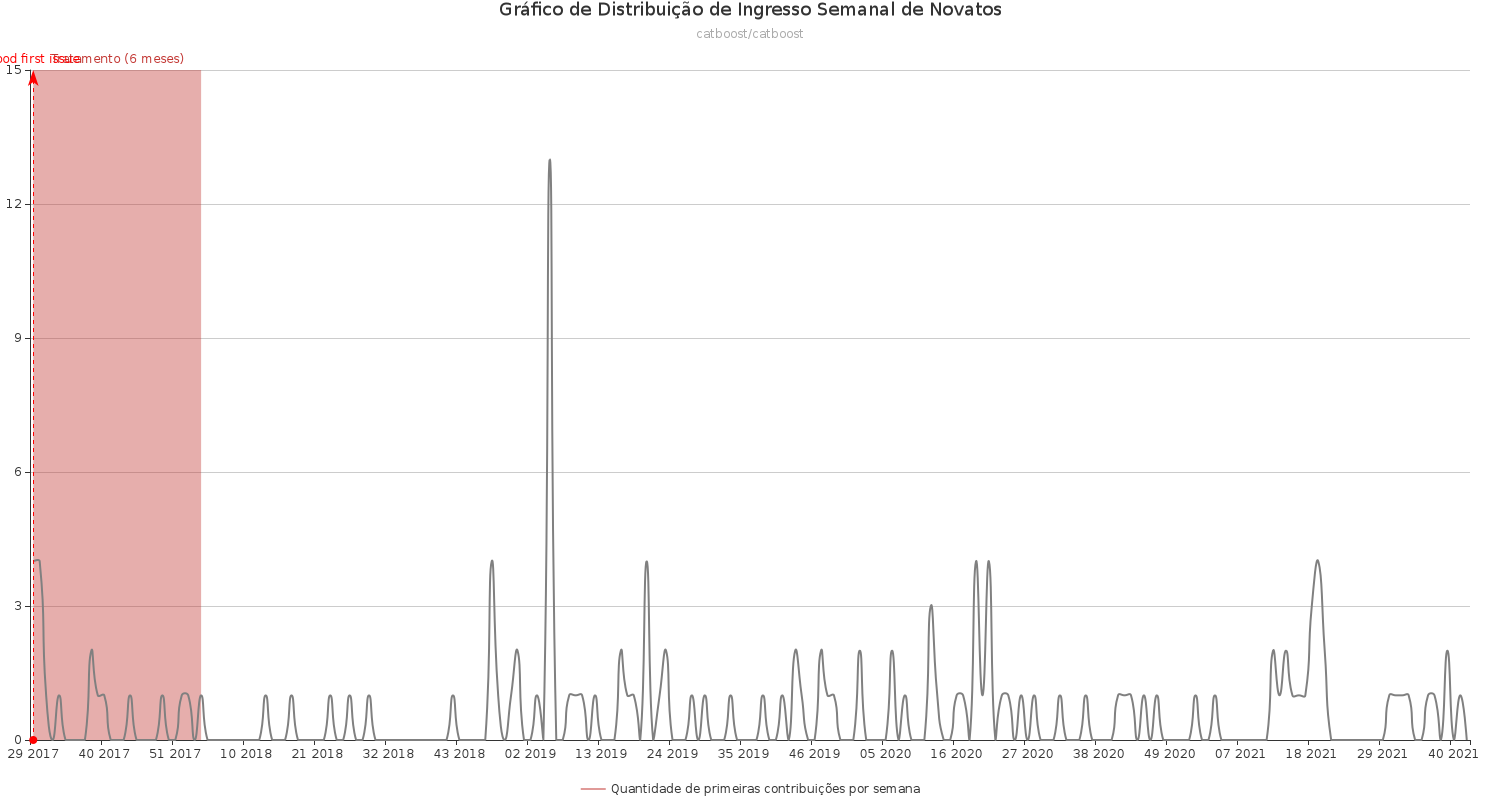 Gráfico de Distribuição de Ingresso Semanal de Novatos
catboost/catboost
first issue
Tratamento (6 meses)
15
12
9
6
3
0
29 2017 40 2017 51 2017 10 2018 21 2018 32 2018 43 2018 02 2019 13 2019 24 2019 35 2019 46 2019 05 2020 16 2020 27 2020 38 2020 49 2020 07 2021 18 2021 29 2021 40 2021
Quantidade de primeiras contribuições por semana